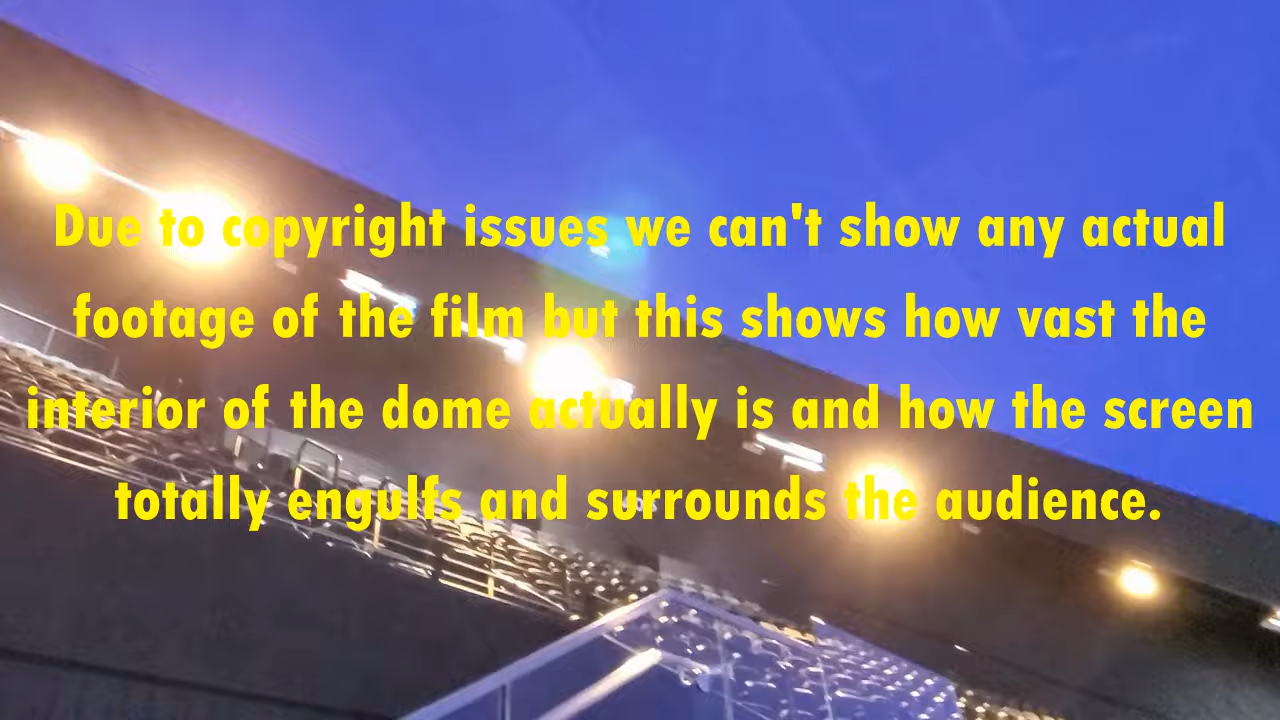 Due to copyright issues we can't show any actual
footage of the film but this shows how vast the
interior of the dome actually is and how the screen
totally engulfs and surrounds the audience.